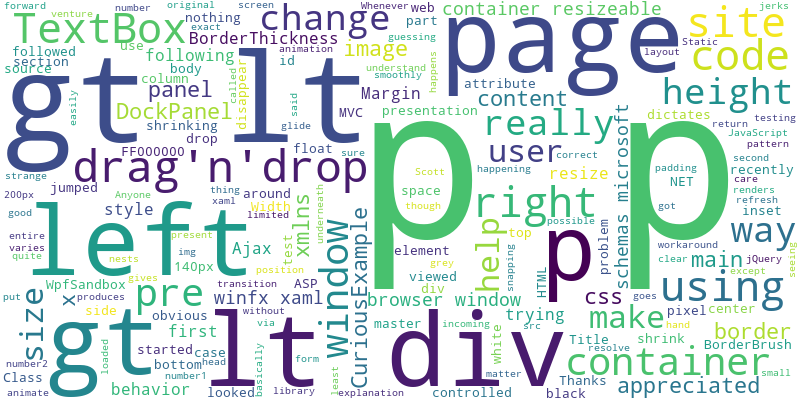 forward venture number original screen Whenever web jerks
TextBox nothing change container resizeable site
guessing part
followed following BorderThickness exact page
section use animation image understand Static
source column id called smoothly happens layout code
gt lt body disappear attribute
easily panel Margin
DockPanel said MVC content presentation dictates height
shrinking return testing
strange FF000000 drop glide really JavaScript pattern
float sure p p
drag'n'drop Scott user happening correct second care
jumped resize padding NET recently
200px thing xaml around space though renders refresh
good style Width limited right possible got inset
entire xmlns underneath window
varies left Ajax test element top workaround way
quite img present 140px position help snapping problem clear main jQuery seeing
nests grey viewed HTML schemas microsoft except
WpfSandbox gives div p
x pre transition ASP CuriousExample browser window goes using
put produces winfx xaml css pixel center hand
size side without trying make
obvious via master incoming src border
first white Title shrink BorderBrush
number2 started case form resolve
gt lt div container
Class bottom head basically least matter Thanks small
behavior looked explanation controlled appreciated
animate number1 library black